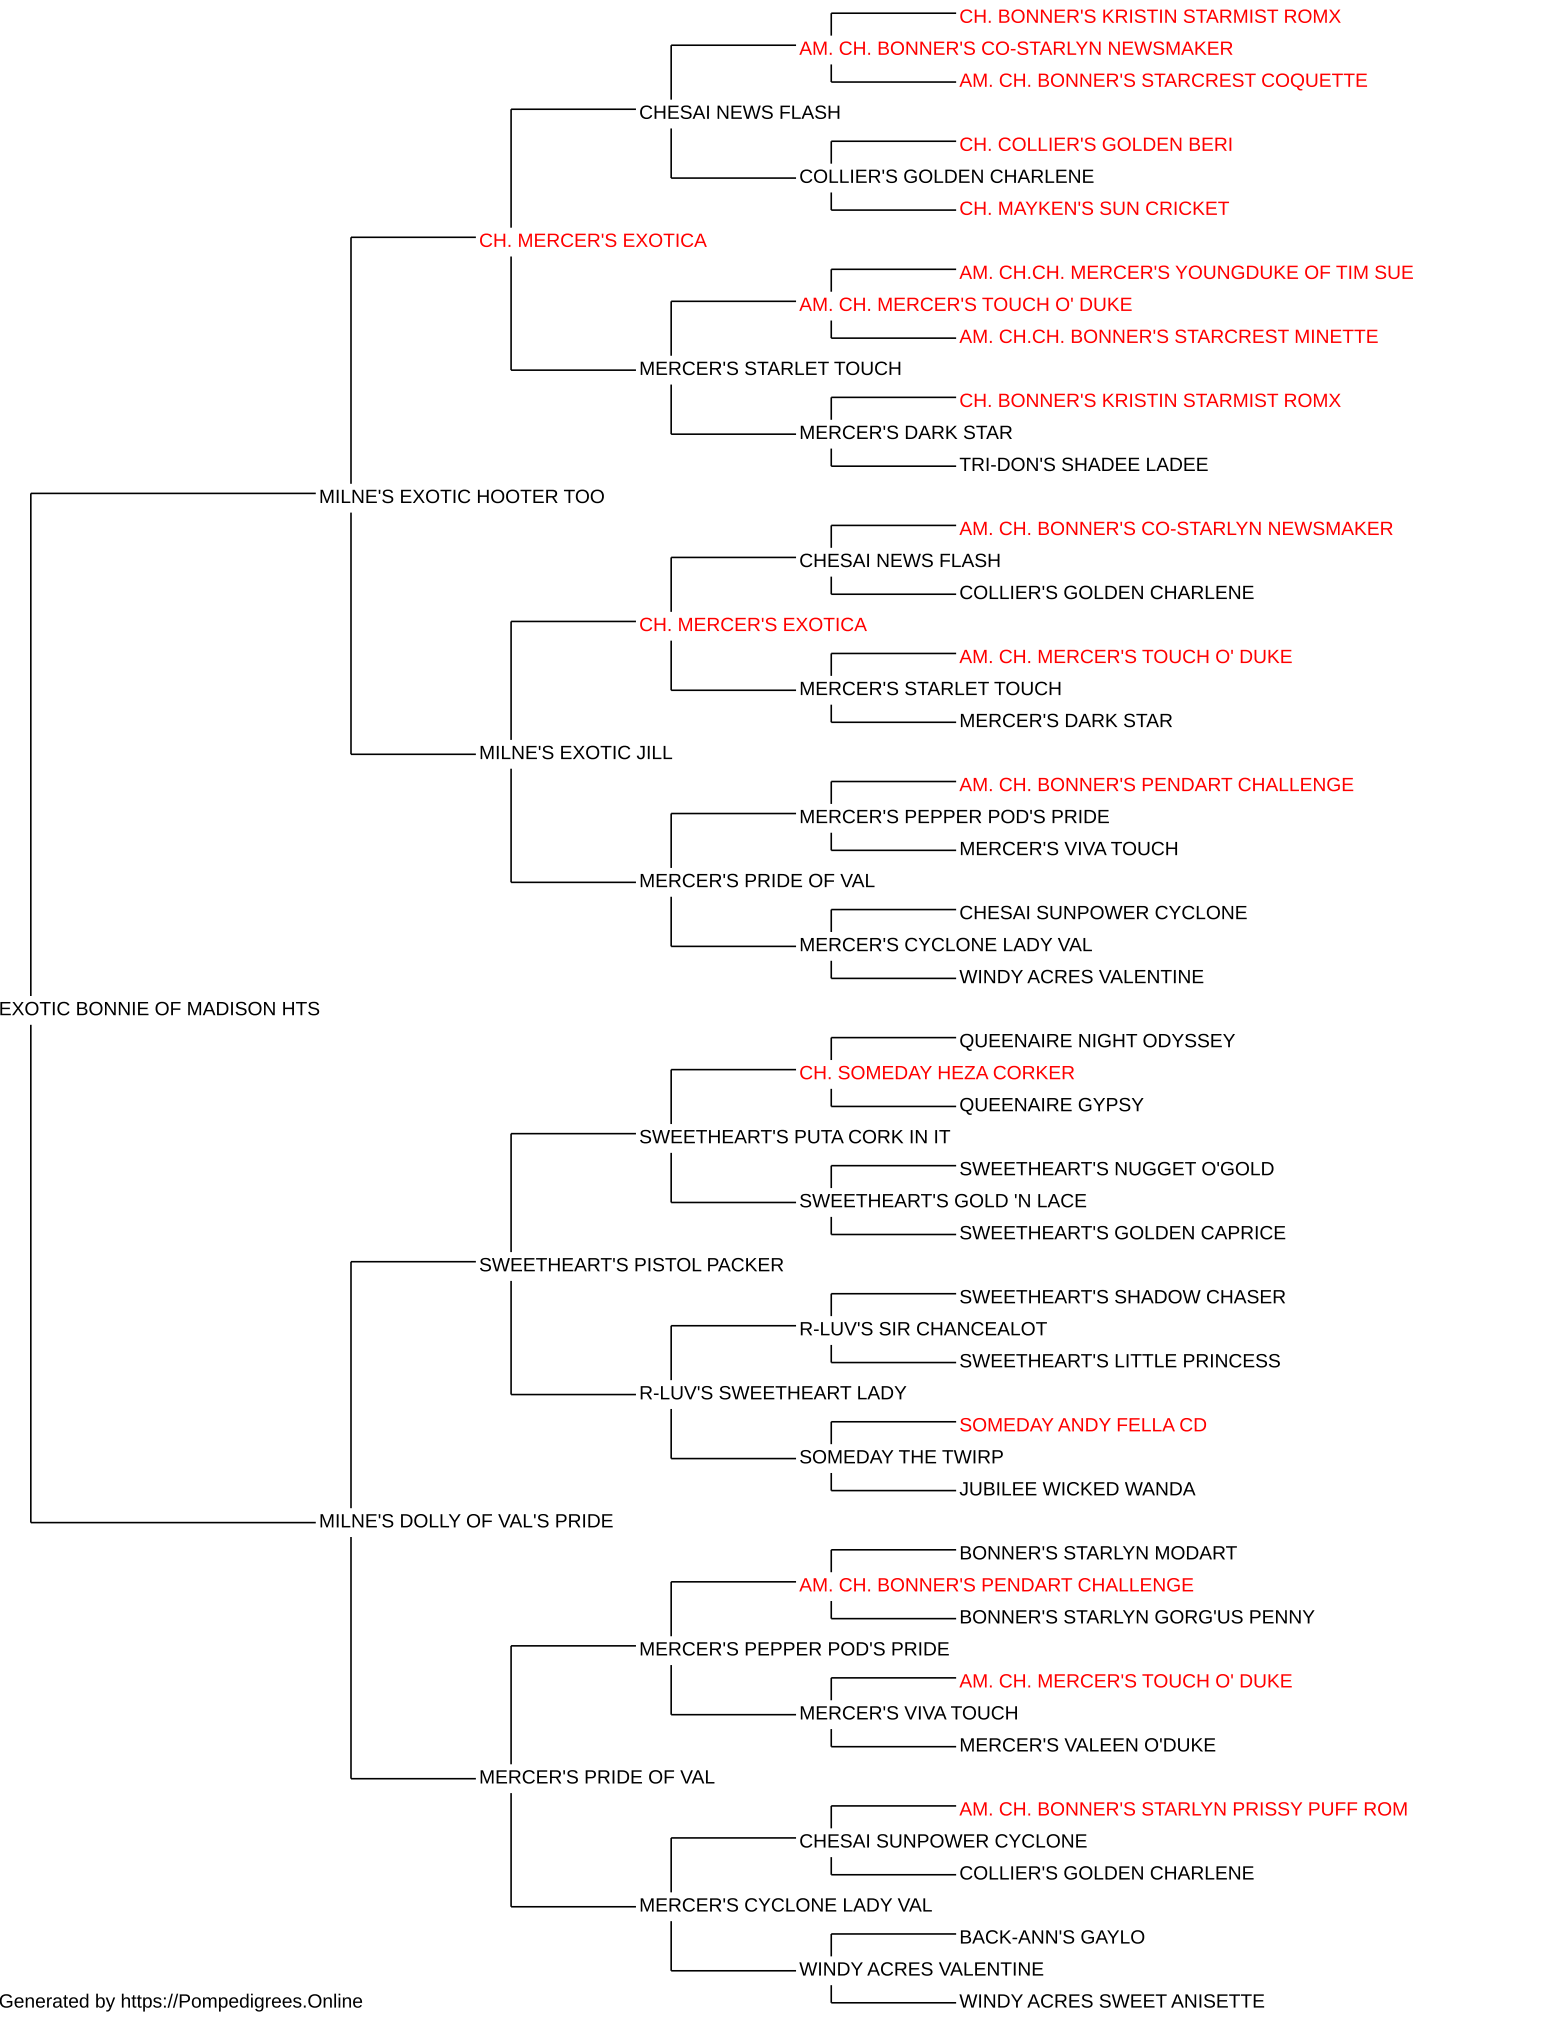 CH. BONNER'S KRISTIN STARMIST ROMX
AM. CH. BONNER'S CO-STARLYN NEWSMAKER
AM. CH. BONNER'S STARCREST COQUETTE
CHESAI NEWS FLASH
CH. COLLIER'S GOLDEN BERI
COLLIER'S GOLDEN CHARLENE
CH. MAYKEN'S SUN CRICKET
CH. MERCER'S EXOTICA
AM. CH.CH. MERCER'S YOUNGDUKE OF TIM SUE
AM. CH. MERCER'S TOUCH O' DUKE
AM. CH.CH. BONNER'S STARCREST MINETTE
MERCER'S STARLET TOUCH
CH. BONNER'S KRISTIN STARMIST ROMX
MERCER'S DARK STAR
TRI-DON'S SHADEE LADEE
MILNE'S EXOTIC HOOTER TOO
AM. CH. BONNER'S CO-STARLYN NEWSMAKER
CHESAI NEWS FLASH
COLLIER'S GOLDEN CHARLENE
CH. MERCER'S EXOTICA
AM. CH. MERCER'S TOUCH O' DUKE
MERCER'S STARLET TOUCH
MERCER'S DARK STAR
MILNE'S EXOTIC JILL
AM. CH. BONNER'S PENDART CHALLENGE
MERCER'S PEPPER POD'S PRIDE
MERCER'S VIVA TOUCH
MERCER'S PRIDE OF VAL
CHESAI SUNPOWER CYCLONE
MERCER'S CYCLONE LADY VAL
WINDY ACRES VALENTINE
EXOTIC BONNIE OF MADISON HTS
QUEENAIRE NIGHT ODYSSEY
CH. SOMEDAY HEZA CORKER
QUEENAIRE GYPSY
SWEETHEART'S PUTA CORK IN IT
SWEETHEART'S NUGGET O'GOLD
SWEETHEART'S GOLD 'N LACE
SWEETHEART'S GOLDEN CAPRICE
SWEETHEART'S PISTOL PACKER
SWEETHEART'S SHADOW CHASER
R-LUV'S SIR CHANCEALOT
SWEETHEART'S LITTLE PRINCESS
R-LUV'S SWEETHEART LADY
SOMEDAY ANDY FELLA CD
SOMEDAY THE TWIRP
JUBILEE WICKED WANDA
MILNE'S DOLLY OF VAL'S PRIDE
BONNER'S STARLYN MODART
AM. CH. BONNER'S PENDART CHALLENGE
BONNER'S STARLYN GORG'US PENNY
MERCER'S PEPPER POD'S PRIDE
AM. CH. MERCER'S TOUCH O' DUKE
MERCER'S VIVA TOUCH
MERCER'S VALEEN O'DUKE
MERCER'S PRIDE OF VAL
AM. CH. BONNER'S STARLYN PRISSY PUFF ROM
CHESAI SUNPOWER CYCLONE
COLLIER'S GOLDEN CHARLENE
MERCER'S CYCLONE LADY VAL
BACK-ANN'S GAYLO
WINDY ACRES VALENTINE
WINDY ACRES SWEET ANISETTE
Generated by https://Pompedigrees.Online